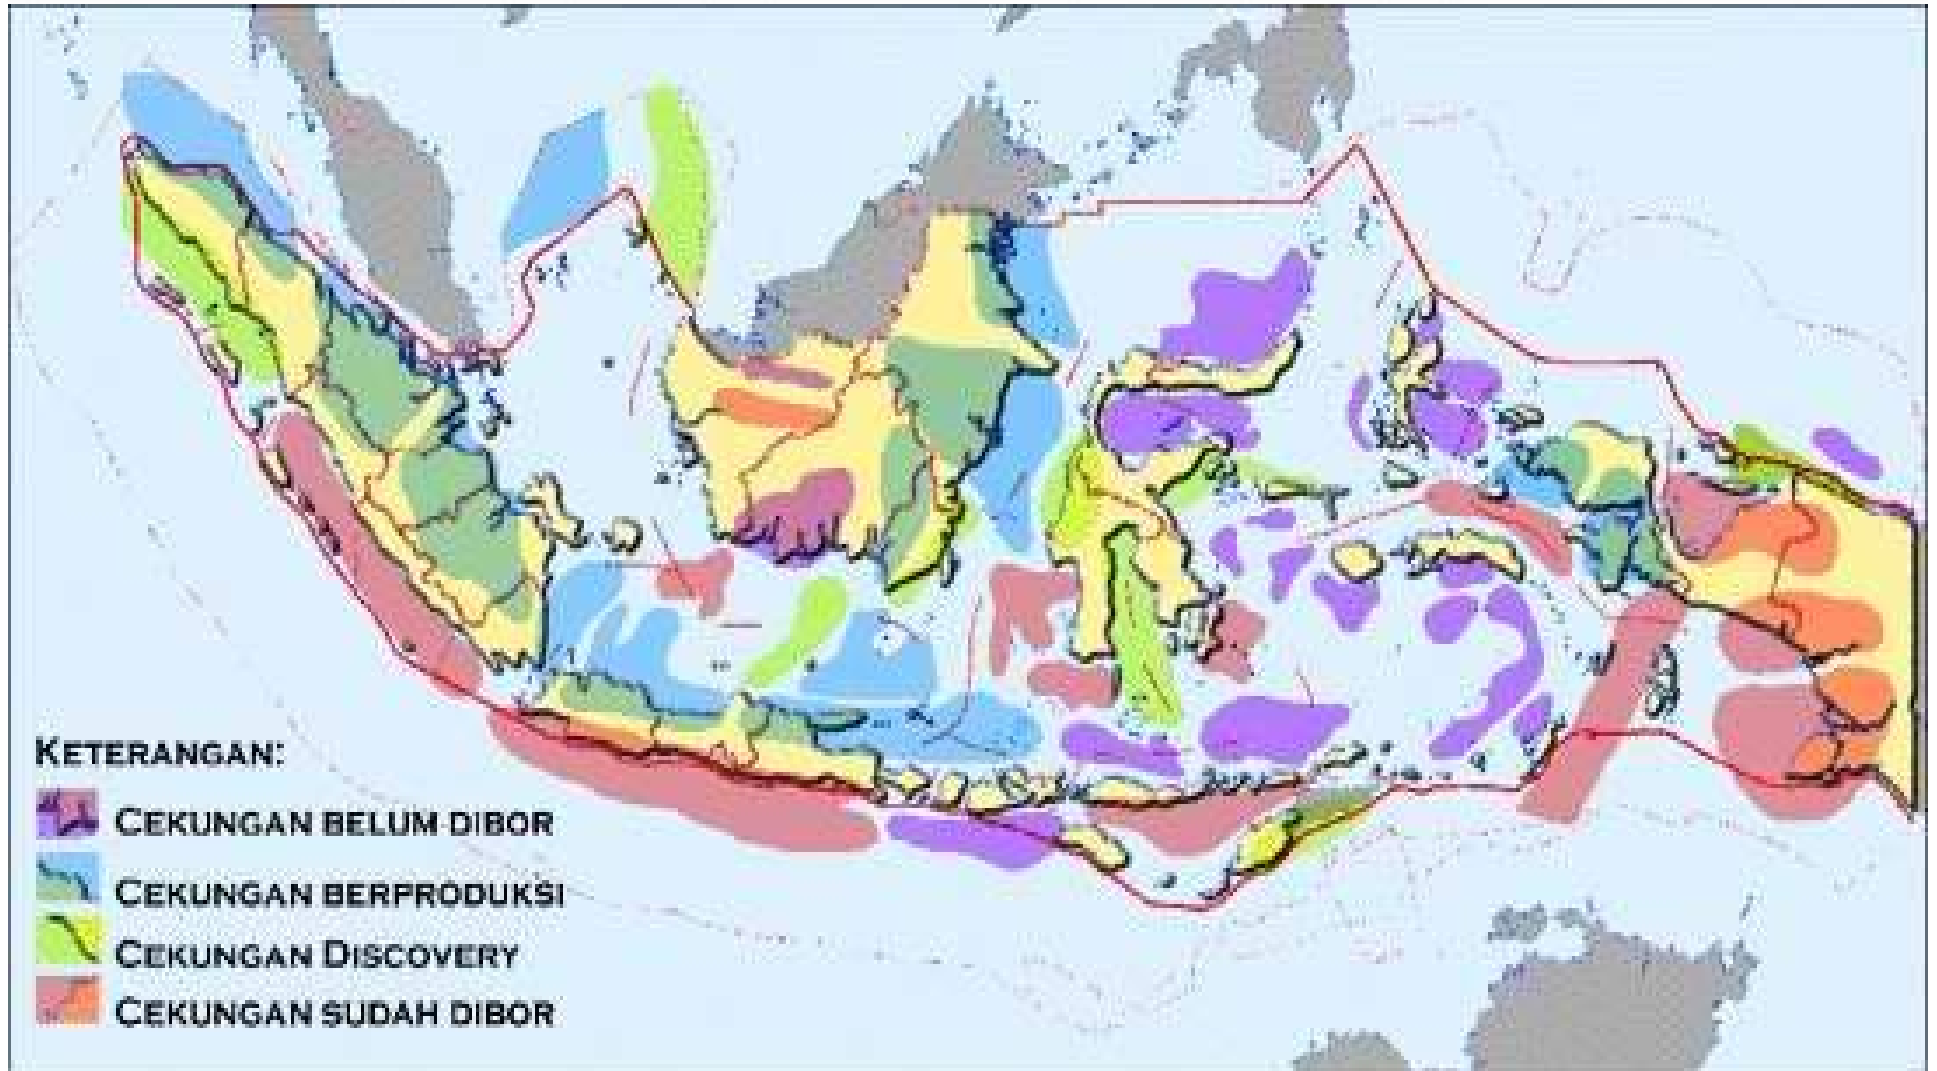 KETERANGAN:
CEKUNGAN BELUM DIBOR
CEKUNGAN BERPRODUKSI
CEKUNGAN DISCOVERY
CEKUNGAN SUDAH DIBOR